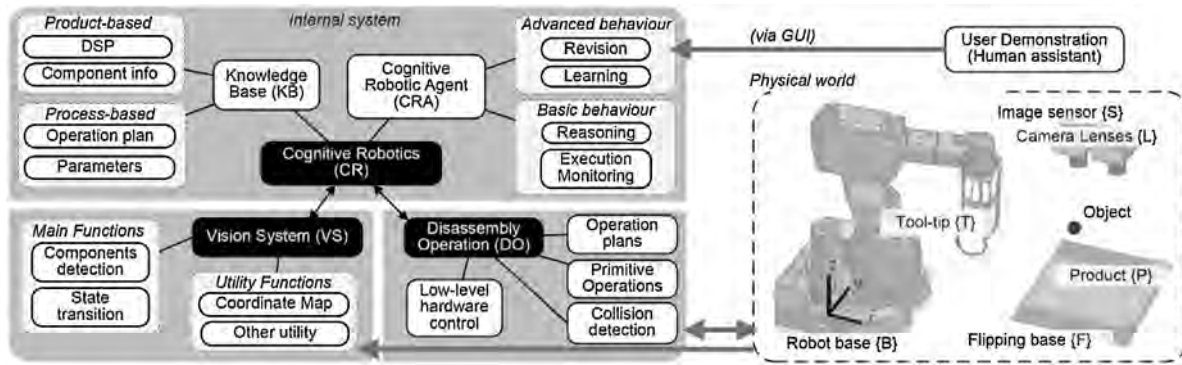 Product-based
DSP
Component info
Process-based
Operation plan
Parameters
Internal system
Knowledge
Base (KB)
Cognitive
Robotic Agent
(CRA)
Cognitive Robotics
(CR)
Advanced behaviour
Revision
Learning
Basic behaviour
Reasoning
Execution
Monitoring
(via GUI)
User Demonstration
(Human assistant)
Main Functions
Components
detection
State
transition
Vision System (VS)
Utility Functions
Coordinate Map
Other utility
Disassembly
Operation (DO)
Low-level
hardware
control
Operation
plans
Primitive
Operations
Collision
detection
Physical world
Image sensor {S}
Camera Lenses {L}
Tool-tip {T}
Object
Product {P}
Robot base {B}
Flipping base {F}